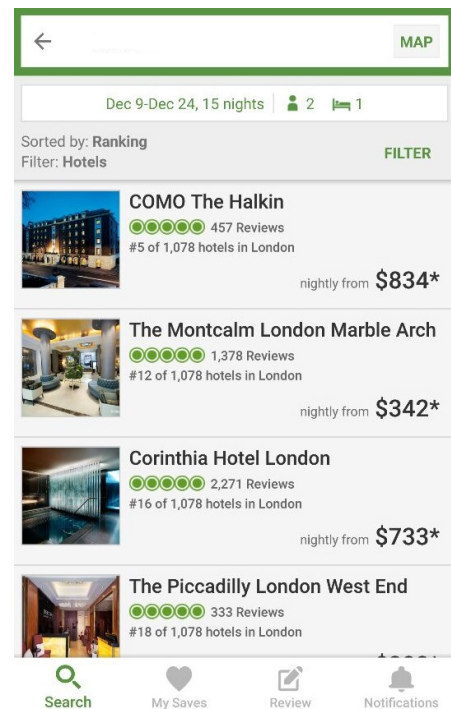 MAP
Dec 9-Dec 24, 15 nights 2 1
Sorted by: Ranking
Filter: Hotels
FILTER
COMO The Halkin
457 Reviews
#5 of 1,078 hotels in London
nightly from $834*
The Montcalm London Marble Arch
1,378 Reviews
#12 of 1,078 hotels in London
nightly from $342*
Corinthia Hotel London
2,271 Reviews
#16 of 1,078 hotels in London
nightly from $733*
The Piccadilly London West End
333 Reviews
#18 of 1,078 hotels in London
Search My Saves Review Notifications